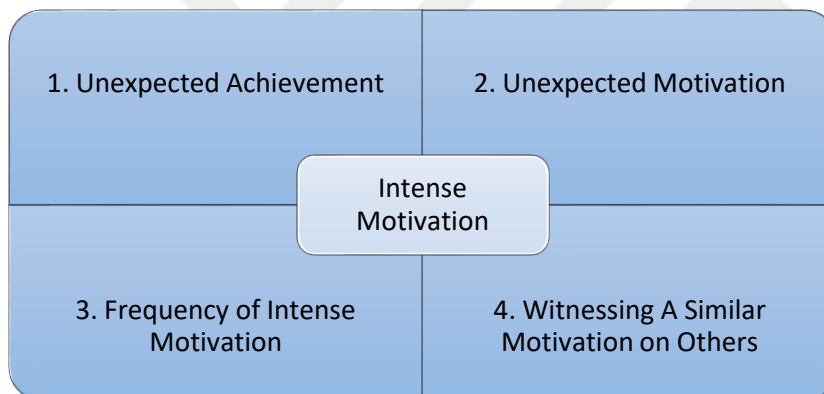 1. Unexpected Achievement
2. Unexpected Motivation
Intense
Motivation
3. Frequency of Intense
Motivation
4. Witnessing A Similar
Motivation on Others